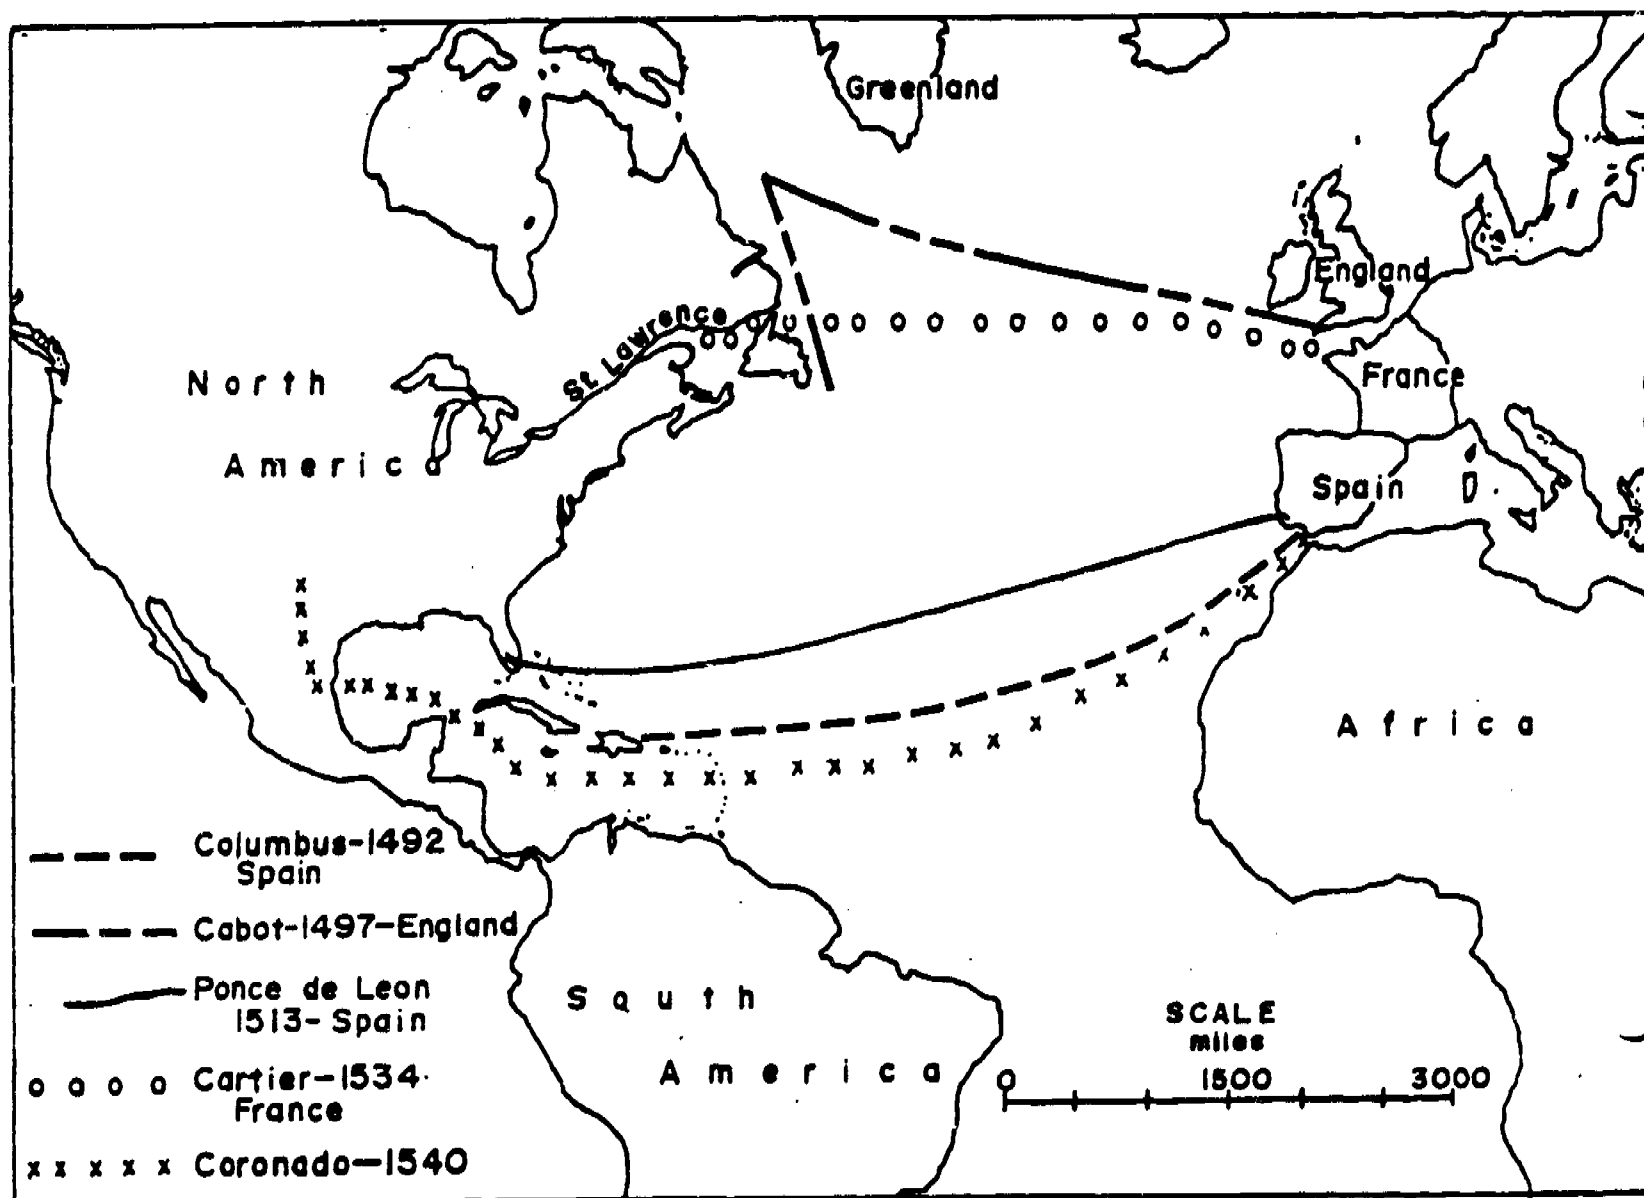 Greenland
England
St Lawrence
France
North
America
Spain
Africa
Columbus-1492
Spain
Cabot-1497-England
Ponce de Leon
1513-Spain
Cartier-1534
France
Coronado-1540
South
America
SCALE
miles
0 1500 3000